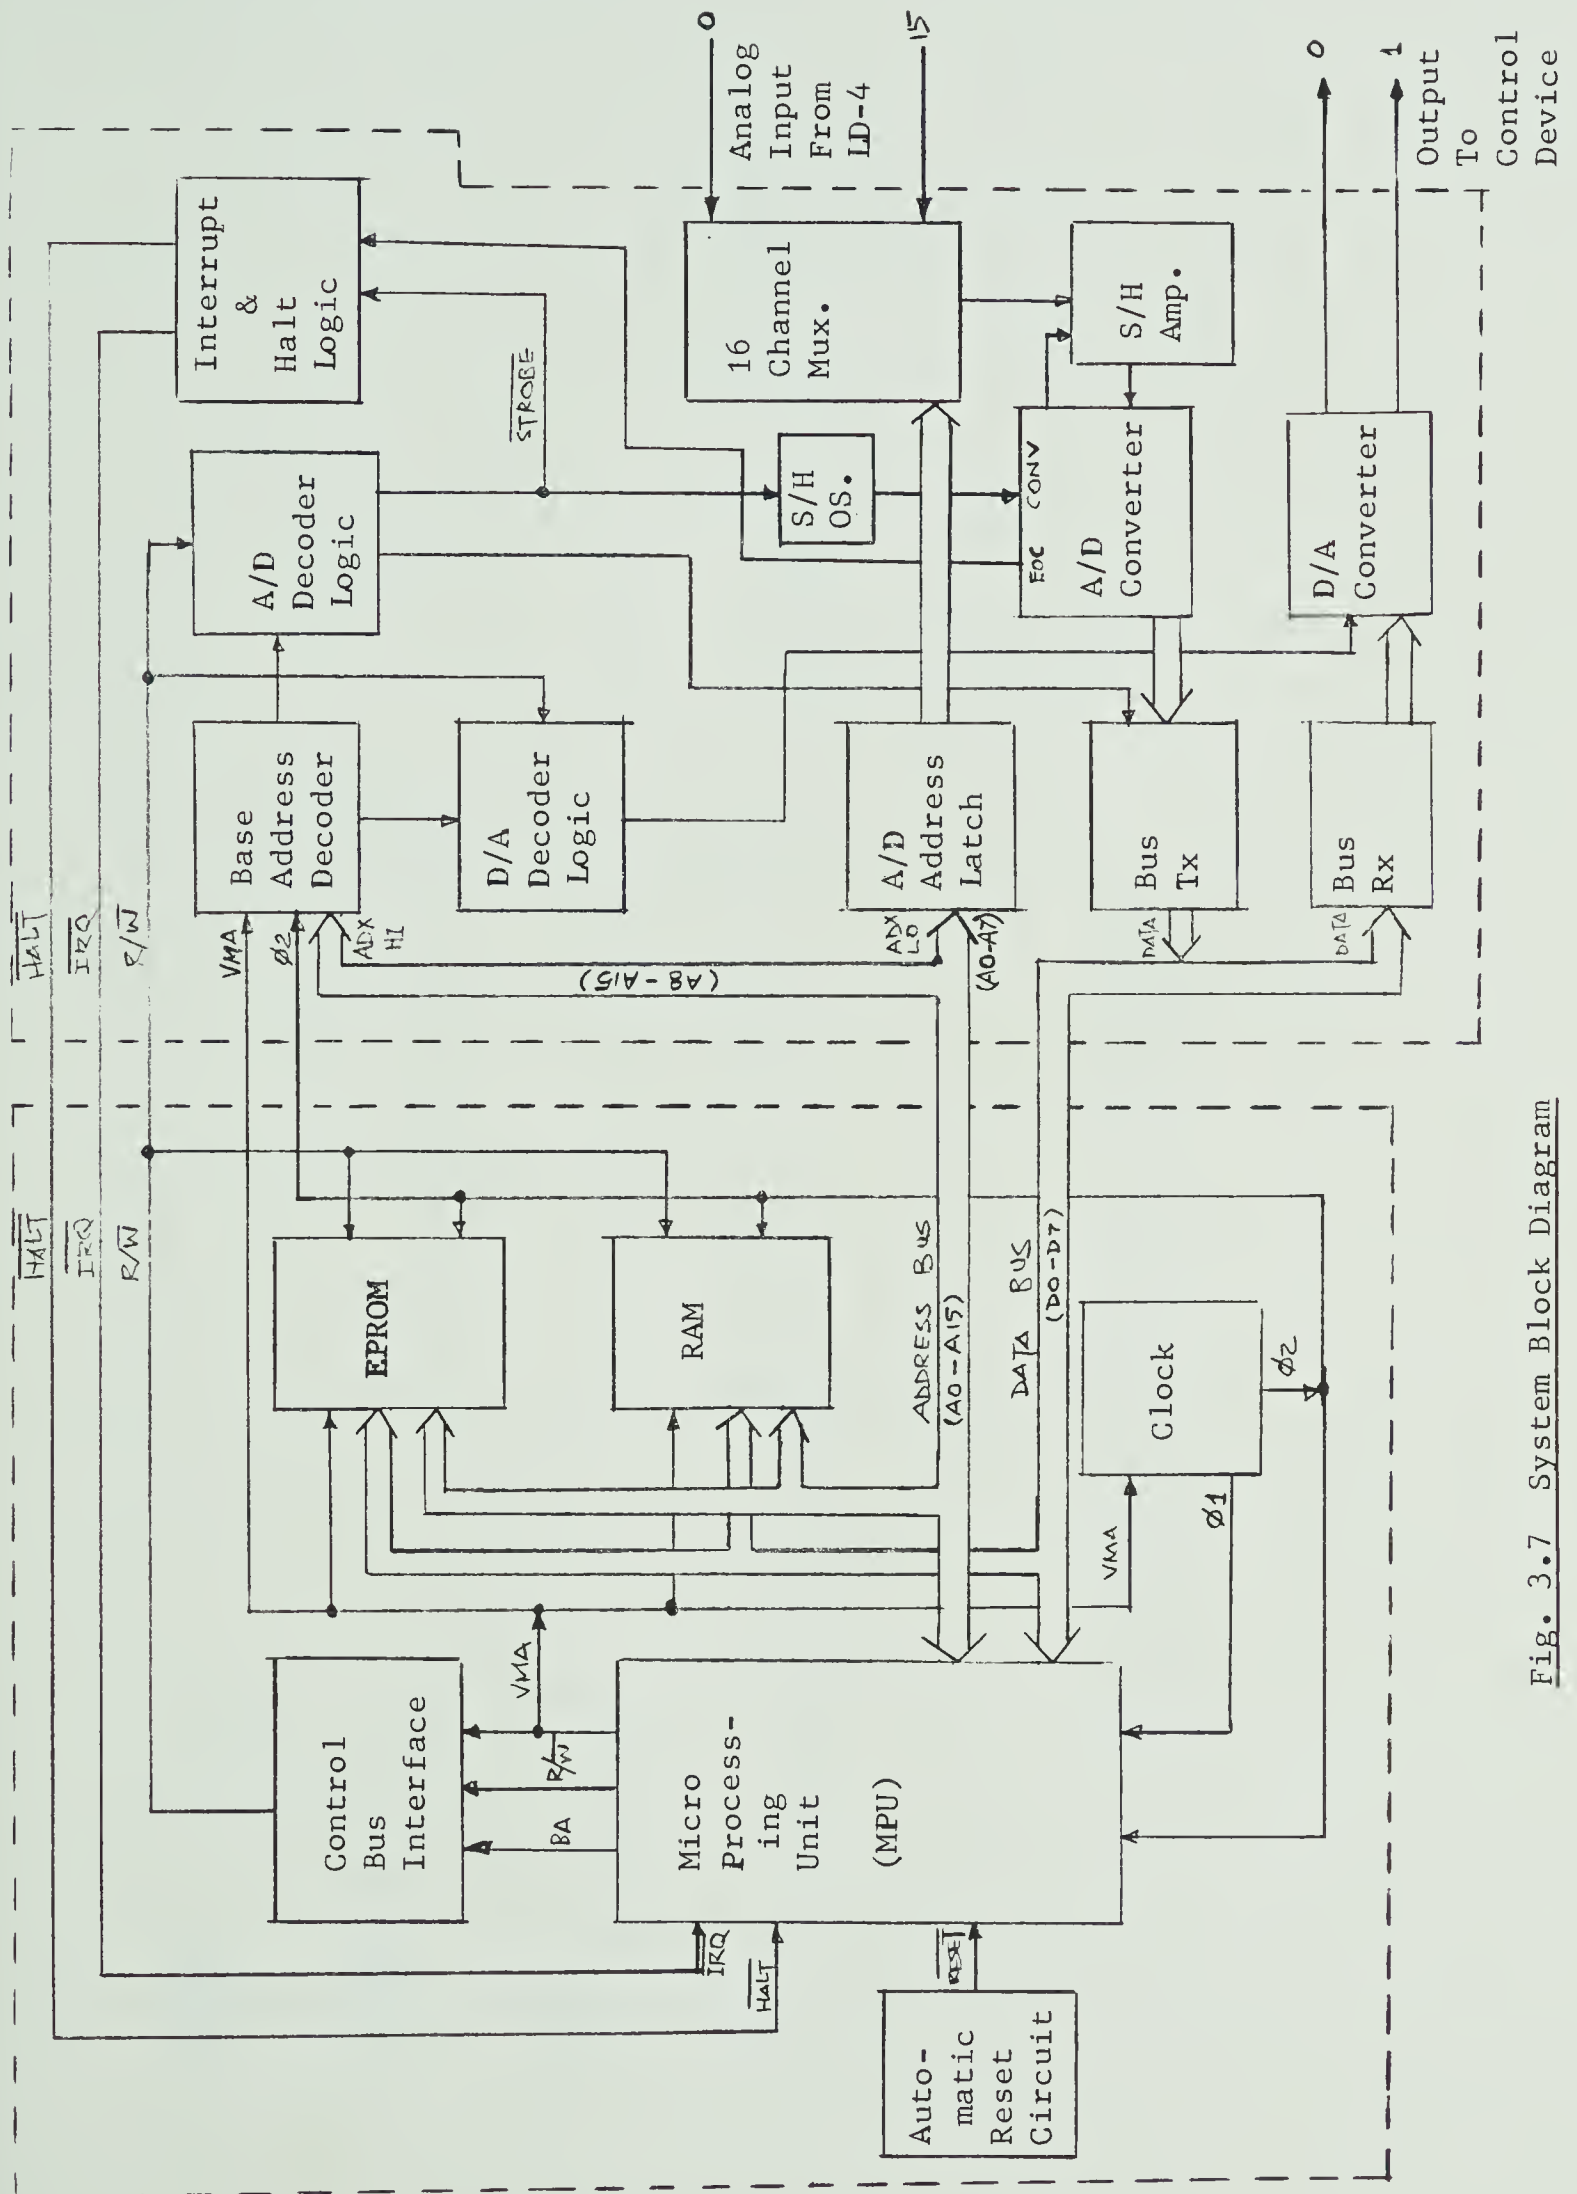 HALT
IRQ
R/W
HALT
IRQ
R/W
Control
Bus
Interface
BA
R/W
VMA
Micro
Process-
ing
Unit
(MPU)
IRQ
HALT
RESET
Auto-
matic
Reset
Circuit
EPROM
RAM
ADDRESS BUS
(A0-A15)
DATA BUS
(D0-D7)
VMA
Clock
Ø1
Ø2
VMA
Ø2
ADX
HI
(A8-A15)
Base
Address
Decoder
D/A
Decoder
Logic
A/D
Decoder
Logic
Interrupt
&
Halt
Logic
STROBE
S/H
OS.
16
Channel
Mux.
0
Analog
Input
From
LD-4
15
ADX
LO
(A0-A7)
A/D
Address
Latch
EOC CONV
A/D
Converter
S/H
Amp.
DATA
Bus
Tx
DATA
Bus
Rx
D/A
Converter
0
1
Output
To
Control
Device
Fig. 3.7 System Block Diagram